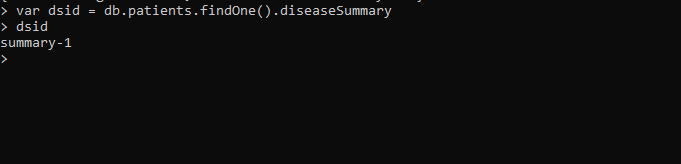 > var dsid = db.patients.findOne().diseaseSummary
> dsid
summary-1
>